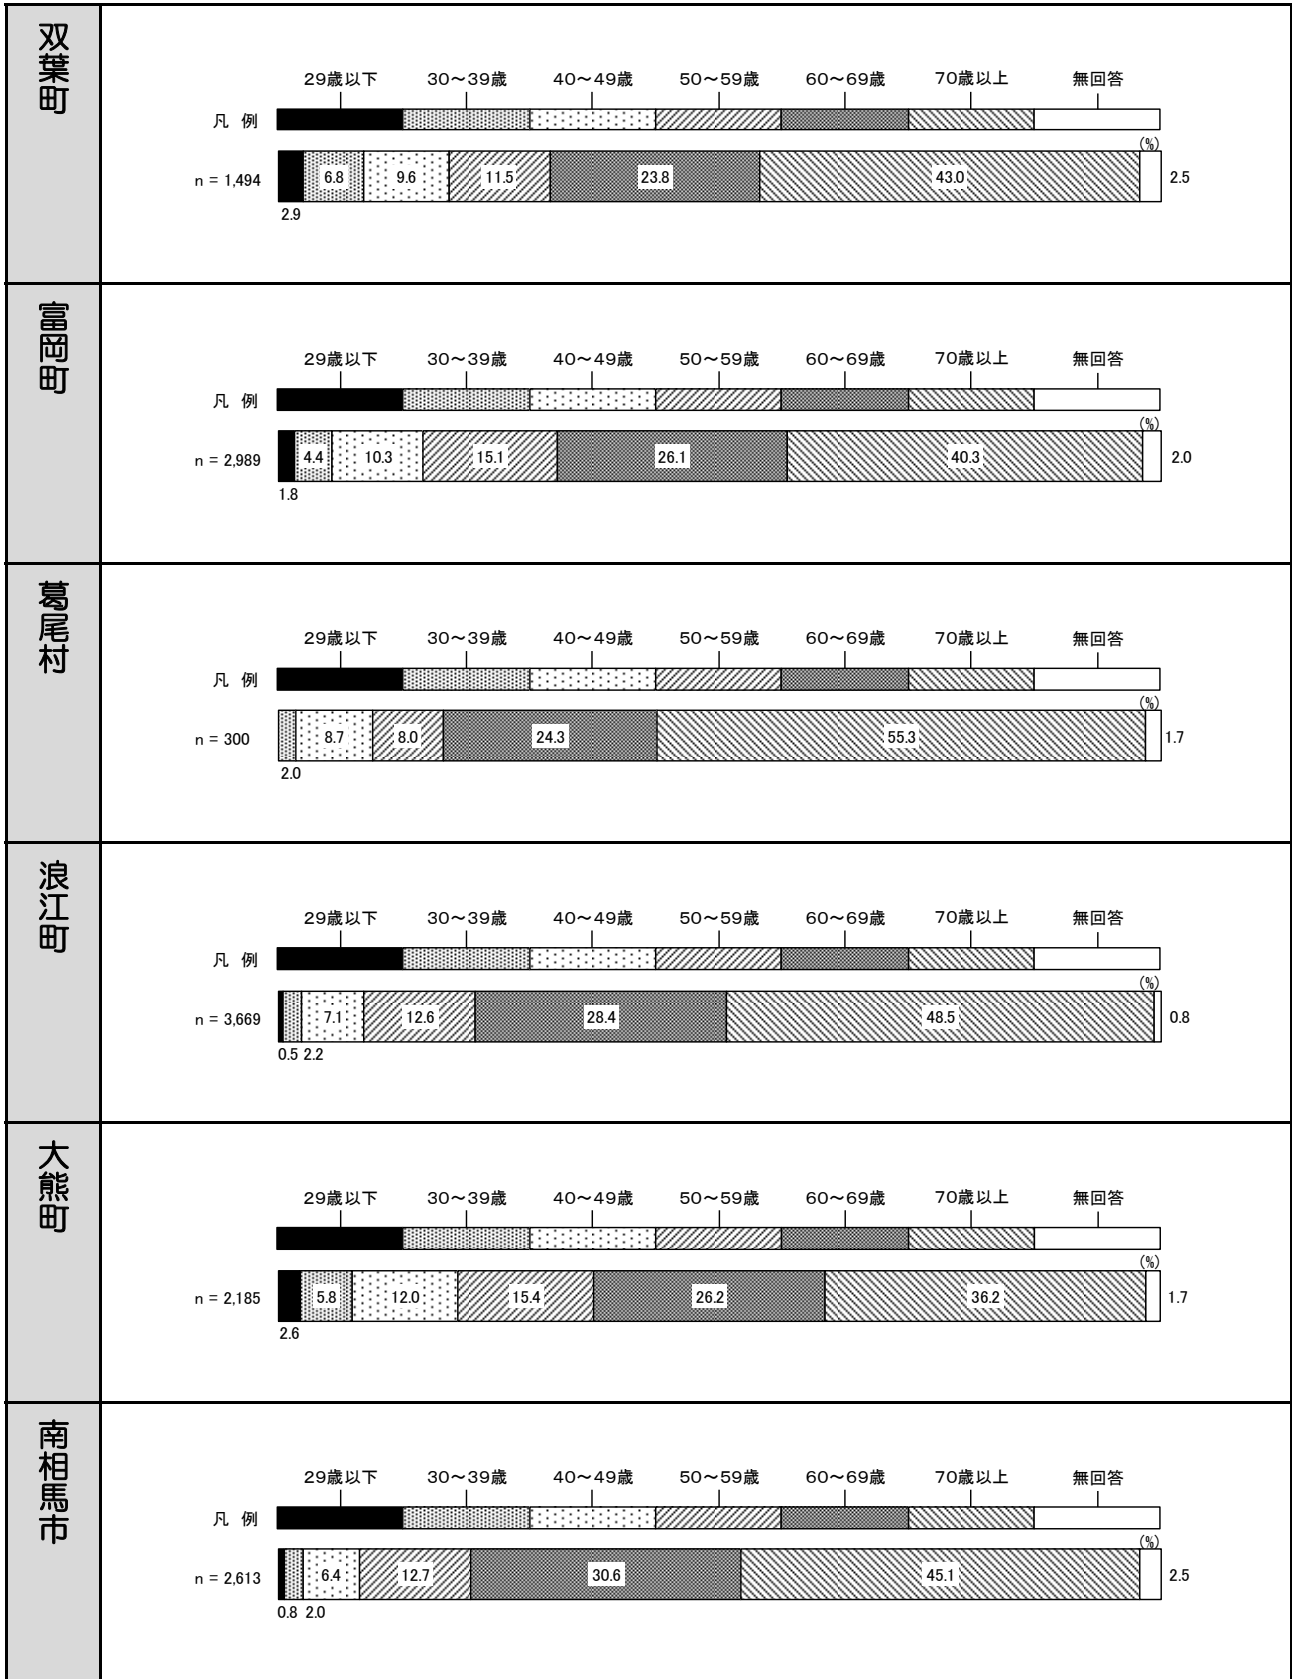 双葉町
29歳以下 30～39歳 40～49歳 50～59歳 60～69歳 70歳以上 無回答
凡 例
(%)
n = 1,494 6.8 9.6 11.5 23.8 43.0 2.5
2.9
富岡町
29歳以下 30～39歳 40～49歳 50～59歳 60～69歳 70歳以上 無回答
凡 例
(%)
n = 2,989 4.4 10.3 15.1 26.1 40.3 2.0
1.8
葛尾村
29歳以下 30～39歳 40～49歳 50～59歳 60～69歳 70歳以上 無回答
凡 例
(%)
n = 300 8.7 8.0 24.3 55.3 1.7
2.0
浪江町
29歳以下 30～39歳 40～49歳 50～59歳 60～69歳 70歳以上 無回答
凡 例
(%)
n = 3,669 7.1 12.6 28.4 48.5 0.8
0.5 2.2
大熊町
29歳以下 30～39歳 40～49歳 50～59歳 60～69歳 70歳以上 無回答
(%)
n = 2,185 5.8 12.0 15.4 26.2 36.2 1.7
2.6
南相馬市
29歳以下 30～39歳 40～49歳 50～59歳 60～69歳 70歳以上 無回答
凡 例
(%)
n = 2,613 6.4 12.7 30.6 45.1 2.5
0.8 2.0